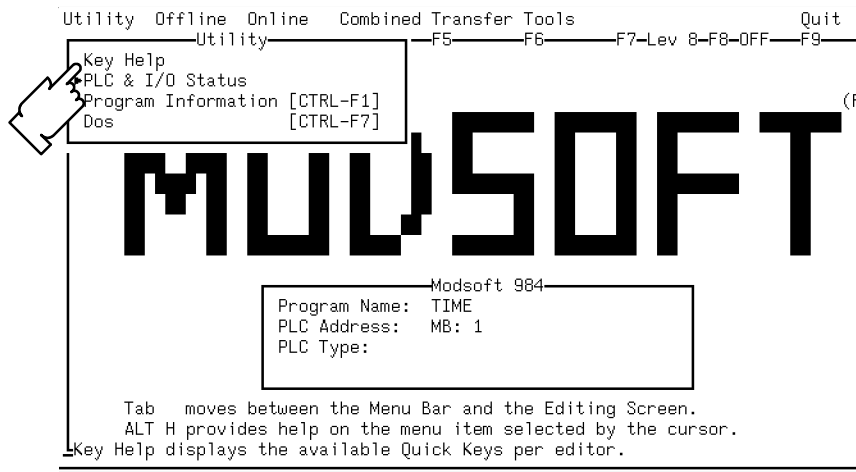 Utility Offline Online Combined Transfer Tools Quit
Utility F5 F6 F7-Lev 8-F8-OFF F9
Key Help
PLC & I/O Status
Program Information [CTRL-F1]
Dos [CTRL-F7]
MODSOFT
Modsoft 984
Program Name: TIME
PLC Address: MB: 1
PLC Type:
Tab moves between the Menu Bar and the Editing Screen.
ALT H provides help on the menu item selected by the cursor.
Key Help displays the available Quick Keys per editor.